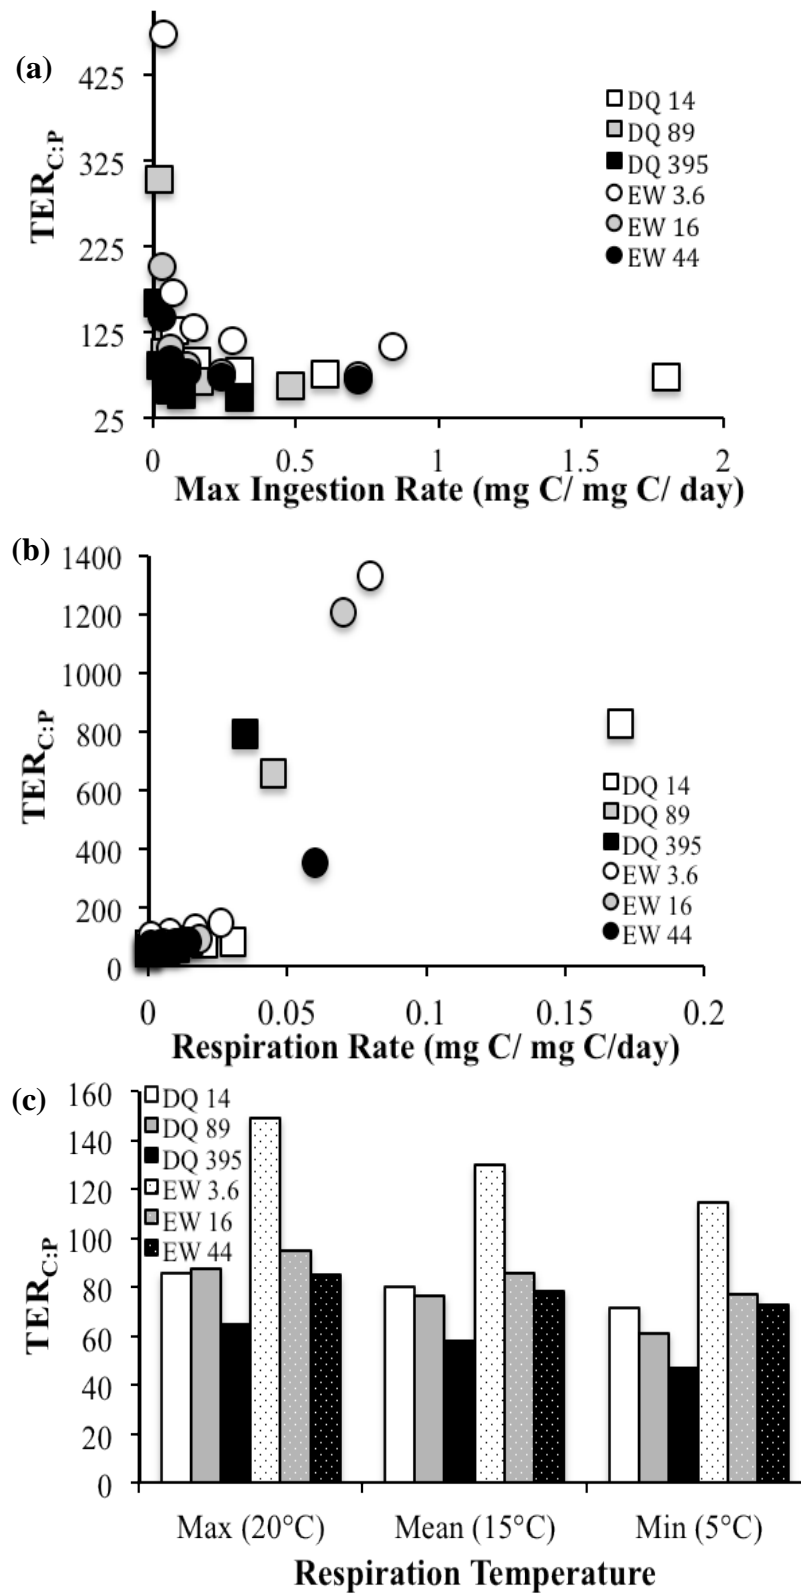 (a)
TER C:P
425
325
225
125
25
DQ 14
DQ 89
DQ 395
EW 3.6
EW 16
EW 44
0 0.5 1 1.5 2
Max Ingestion Rate (mg C/ mg C/ day)
(b)
TER C:P
1400
1200
1000
800
600
400
200
0
DQ 14
DQ 89
DQ 395
EW 3.6
EW 16
EW 44
0 0.05 0.1 0.15 0.2
Respiration Rate (mg C/ mg C/day)
(c)
TER C:P
160
140
120
100
80
60
40
20
0
DQ 14
DQ 89
DQ 395
EW 3.6
EW 16
EW 44
Max (20°C) Mean (15°C) Min (5°C)
Respiration Temperature